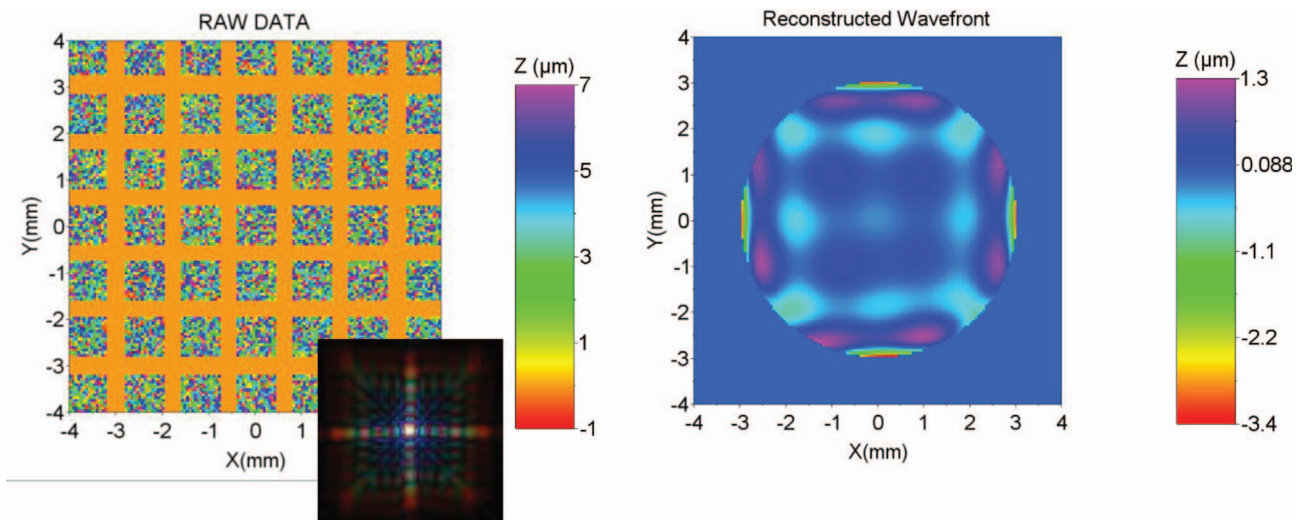 RAW DATA
4
3
2
1
0
-1
-2
-3
-4
Y(mm)
-4 -3 -2 -1 0 1 2 3 4
X(mm)
Z (µm)
7
5
3
1
-1
Reconstructed Wavefront
4
3
2
1
0
-1
-2
-3
-4
Y(mm)
-4 -3 -2 -1 0 1 2 3 4
X(mm)
Z (µm)
1.3
0.088
-1.1
-2.2
-3.4